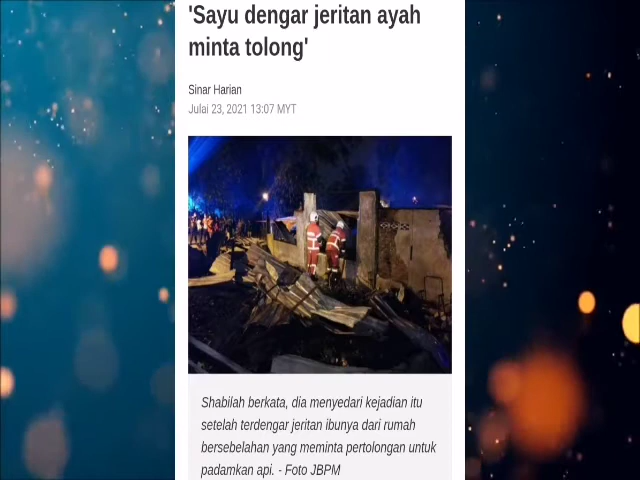 'Sayu dengar jeritan ayah
minta tolong'
Sinar Harian
Julai 23, 2021 13:07 MYT
Shabilah berkata, dia menyedari kejadian itu
setelah terdengar jeritan ibunya dari rumah
bersebelahan yang meminta pertolongan untuk
padamkan api. - Foto JBPM